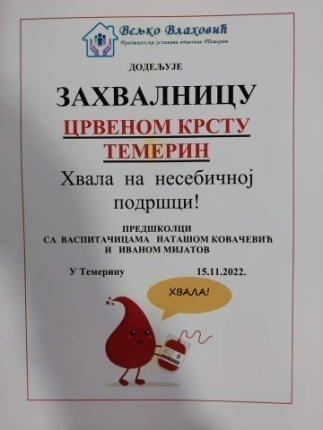 Вељко Влаховић
Предшколска установа општине Темерин
ДОДЕЉУЈЕ
ЗАХВАЛНИЦУ
ЦРВЕНОМ КРСТУ
ТЕМЕРИН
Хвала на несебичној
подршци!
ПРЕДШКОЛЦИ
СА ВАСПИТАЧИЦАМА НАТАШОМ КОВАЧЕВИЋ
И ИВАНОМ МИЈАТОВ
У Темерину 15.11.2022.
ХВАЛА!